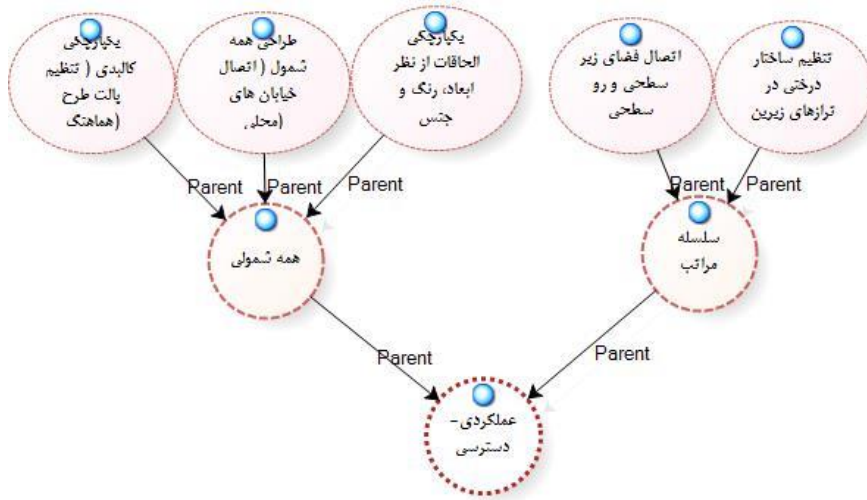 یکپارچگی
کالبدی ( تنظیم
پالت طرح
(هماهنگ
طراحی همه
شمول ( اتصال
خیابان های
(محلی
یکپارچگی
الحاقات از نظر
ابعاد، رنگ و
جنس
اتصال فضای زیر
سطحی و رو
سطحی
تنظیم ساختار
درختی در
ترازهای زیرین
Parent
Parent
Parent
Parent
Parent
همه شمولی
سلسله
مراتب
Parent
Parent
عملکردی-
دسترسی